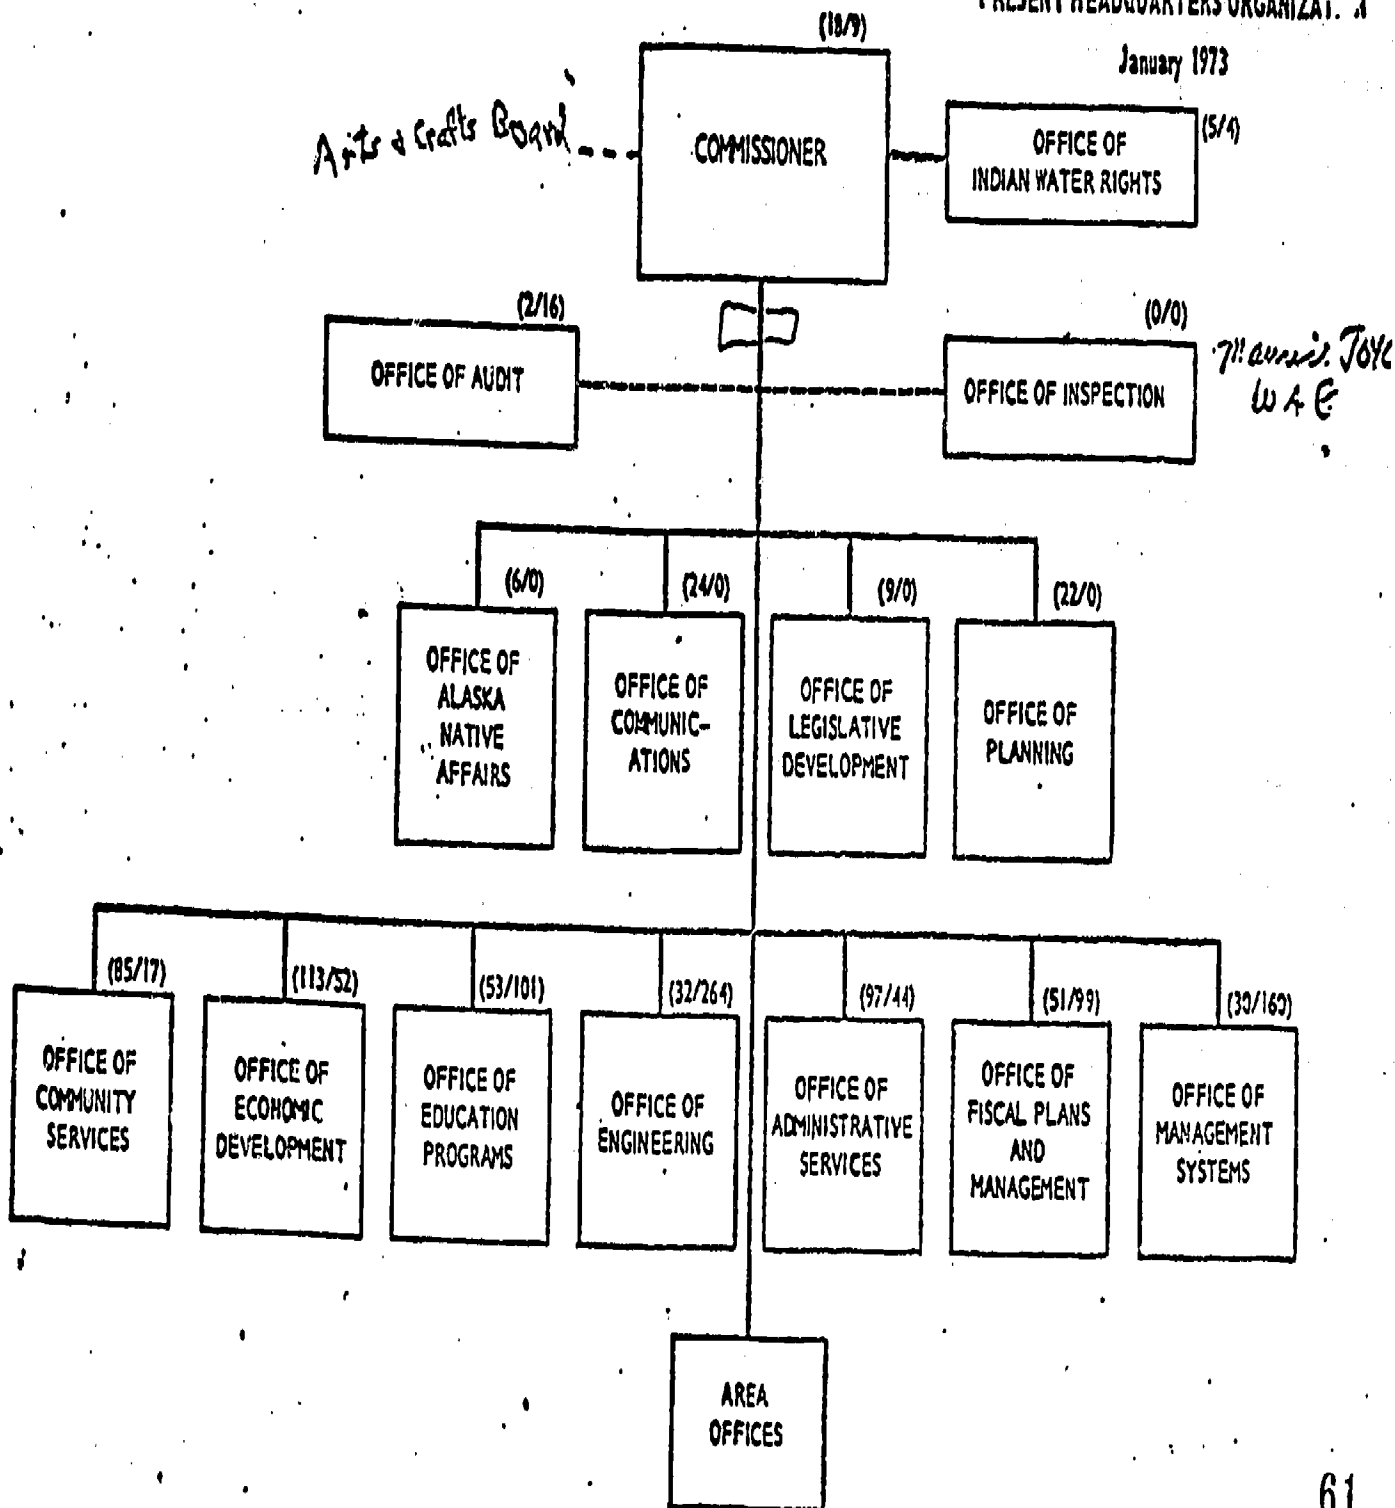 PRESENT HEADQUARTERS ORGANIZAT
January 1973
(18/9)
COMMISSIONER
Arts & Crafts Board
(5/4)
OFFICE OF
INDIAN WATER RIGHTS
(2/16)
OFFICE OF AUDIT
(0/0)
OFFICE OF INSPECTION
WAE
(6/0)
OFFICE OF
ALASKA
NATIVE
AFFAIRS
(24/0)
OFFICE OF
COMMUNIC-
ATIONS
(9/0)
OFFICE OF
LEGISLATIVE
DEVELOPMENT
(22/0)
OFFICE OF
PLANNING
(85/17)
OFFICE OF
COMMUNITY
SERVICES
(113/52)
OFFICE OF
ECONOMIC
DEVELOPMENT
(53/101)
OFFICE OF
EDUCATION
PROGRAMS
(32/264)
OFFICE OF
ENGINEERING
(97/44)
OFFICE OF
ADMINISTRATIVE
SERVICES
(51/99)
OFFICE OF
FISCAL PLANS
AND
MANAGEMENT
(30/160)
OFFICE OF
MANAGEMENT
SYSTEMS
AREA
OFFICES
61